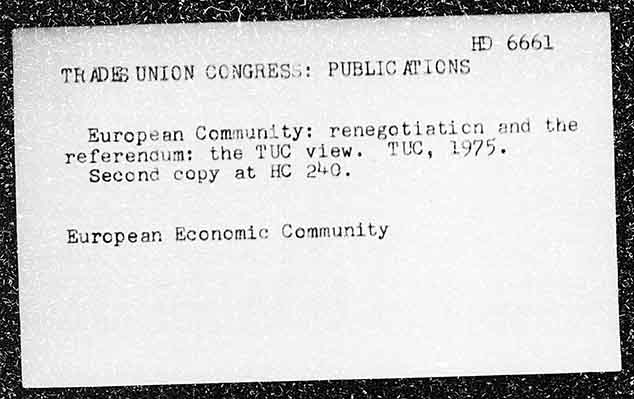 HD 6661
TRADES UNION CONGRESS: PUBLICATIONS
European Community: renegotiation and the
referendum: the TUC view. TUC, 1975.
Second copy at HC 240.
European Economic Community